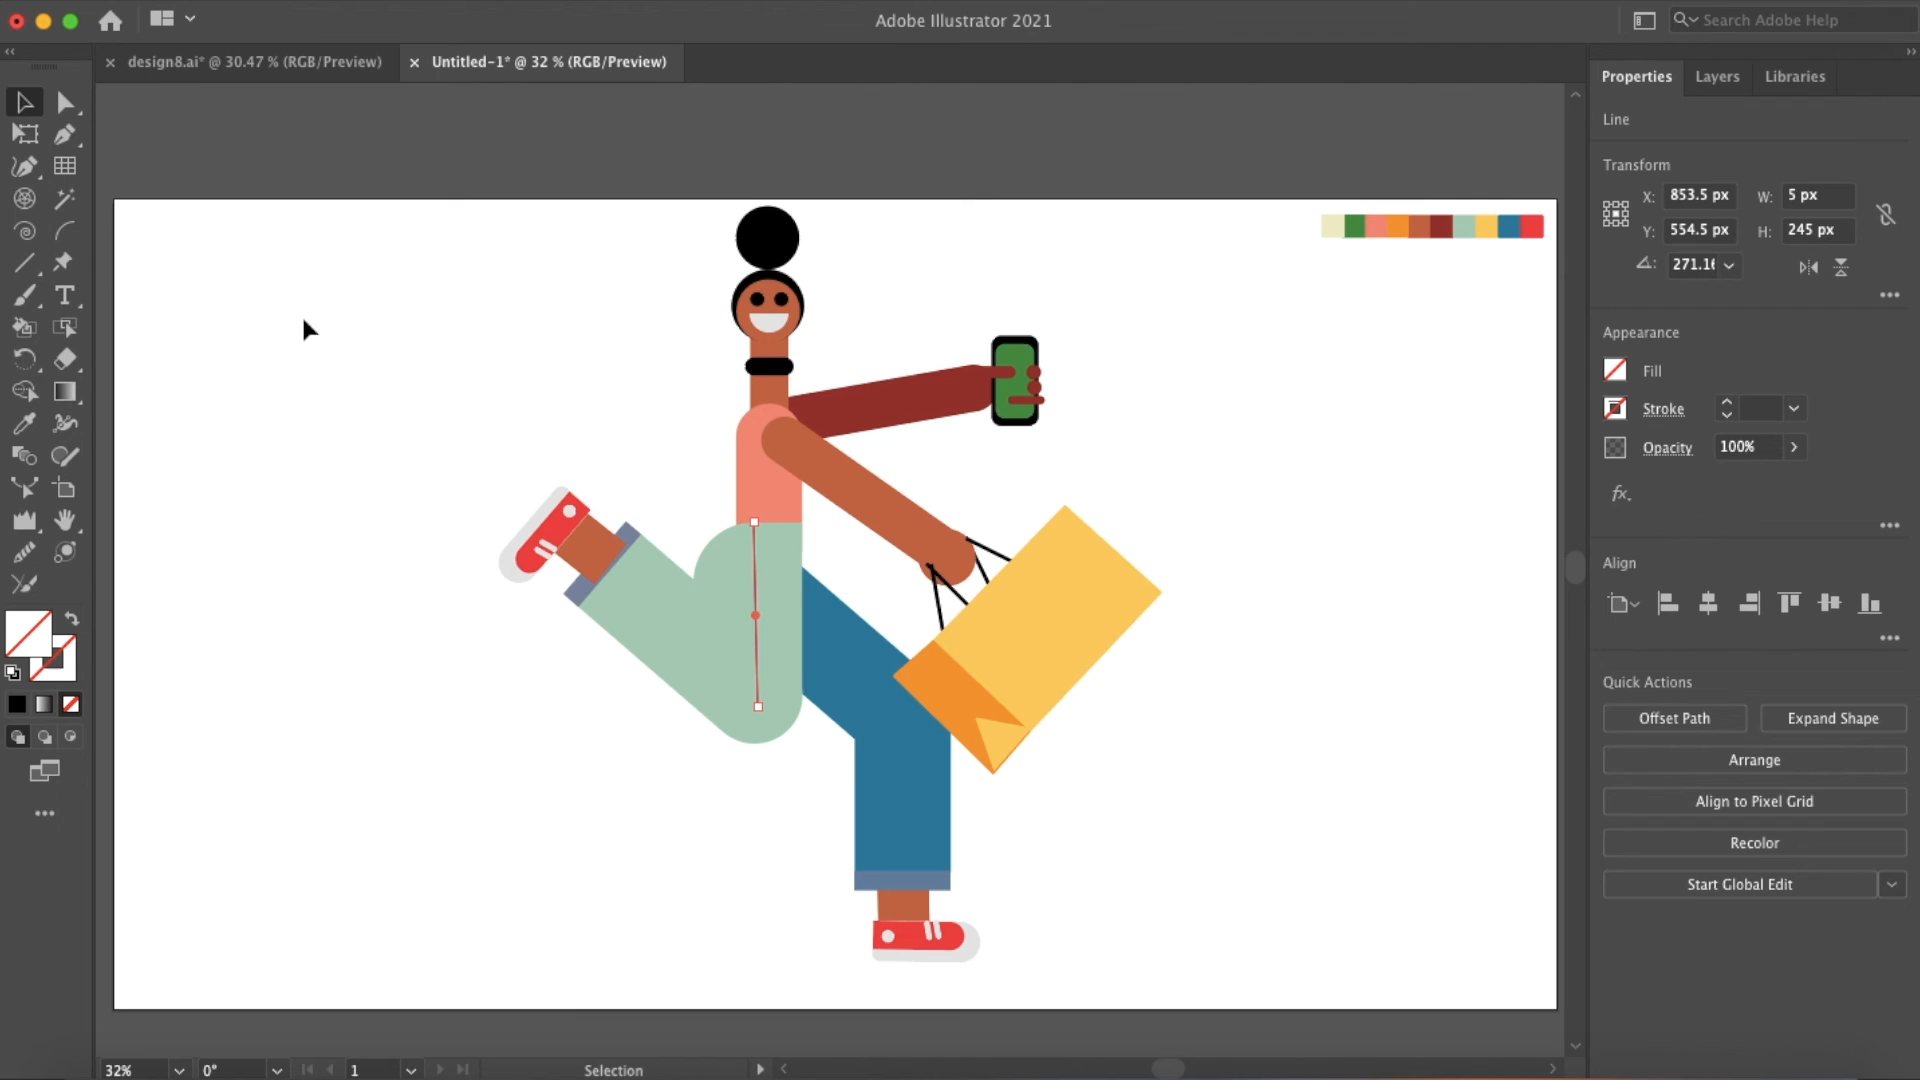 Adobe Illustrator 2021
Search Adobe Help
design8.ai* @ 30.47 % (RGB/Preview)
Untitled-1* @ 32 % (RGB/Preview)
Properties
Layers
Libraries
Line
Transform
X: 853.5 px
W: 5 px
Y: 554.5 px
H: 245 px
271.16
Appearance
Fill
Stroke
Opacity
100%
fx.
Align
Quick Actions
Offset Path
Expand Shape
Arrange
Align to Pixel Grid
Recolor
Start Global Edit
32%
0°
1
Selection